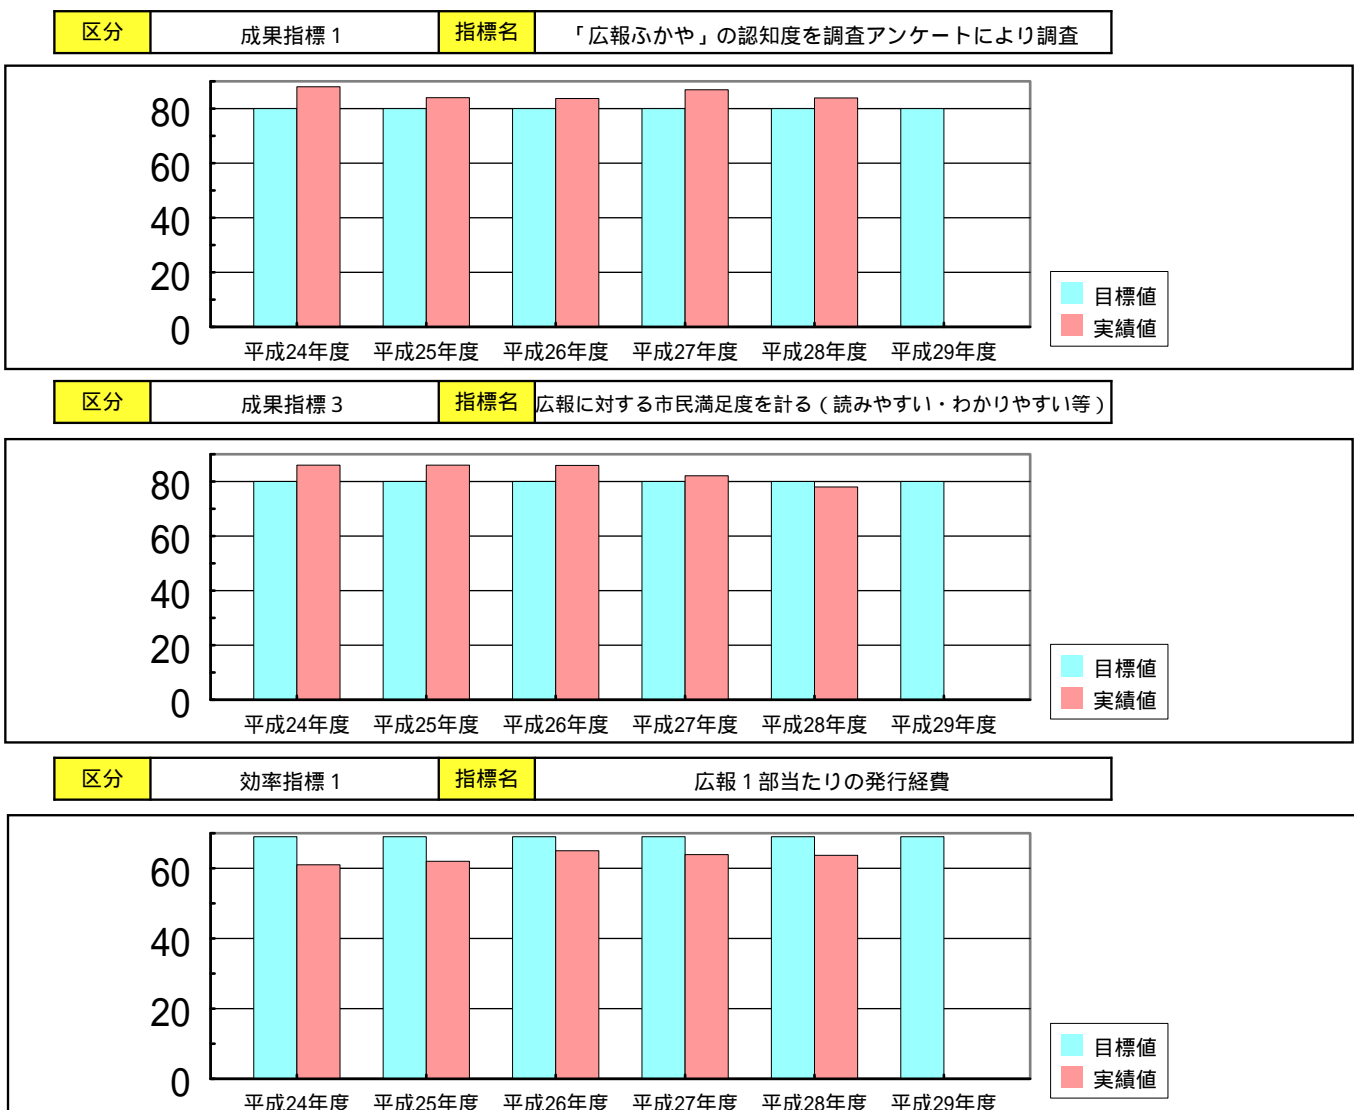 区分 成果指標1 指標名 「広報ふかや」の認知度を調査アンケートにより調査
80
60
40
20
0
平成24年度 平成25年度 平成26年度 平成27年度 平成28年度 平成29年度
目標値
実績値
区分 成果指標3 指標名 広報に対する市民満足度を計る(読みやすい・わかりやすい等)
80
60
40
20
0
平成24年度 平成25年度 平成26年度 平成27年度 平成28年度 平成29年度
目標値
実績値
区分 効率指標1 指標名 広報1部当たりの発行経費
60
40
20
0
平成24年度 平成25年度 平成26年度 平成27年度 平成28年度 平成29年度
目標値
実績値